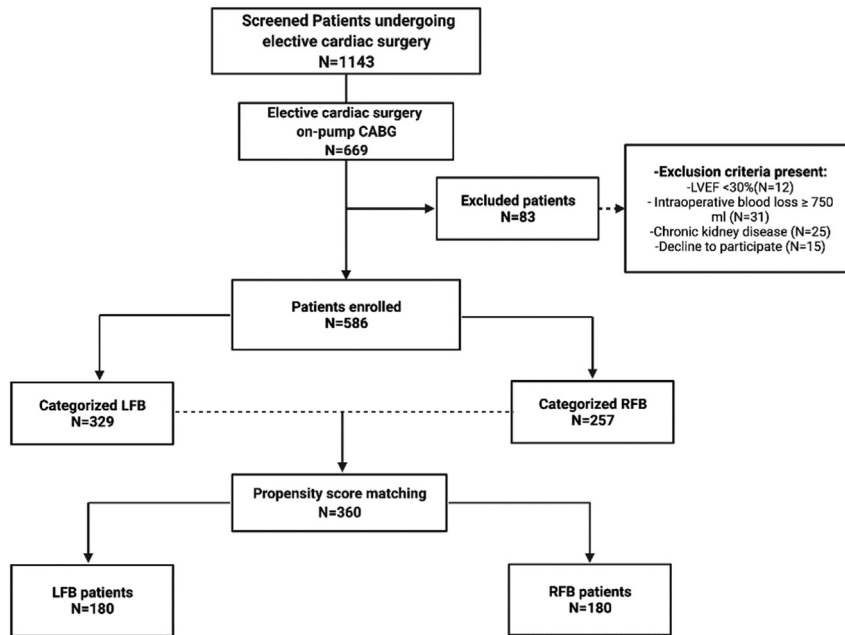 Screened Patients undergoing
elective cardiac surgery
N=1143
Elective cardiac surgery
on-pump CABG
N=669
Excluded patients
N=83
-Exclusion criteria present:
-LVEF <30%(N=12)
- Intraoperative blood loss ≥ 750
ml (N=31)
-Chronic kidney disease (N=25)
-Decline to participate (N=15)
Patients enrolled
N=586
Categorized LFB
N=329
Categorized RFB
N=257
Propensity score matching
N=360
LFB patients
N=180
RFB patients
N=180